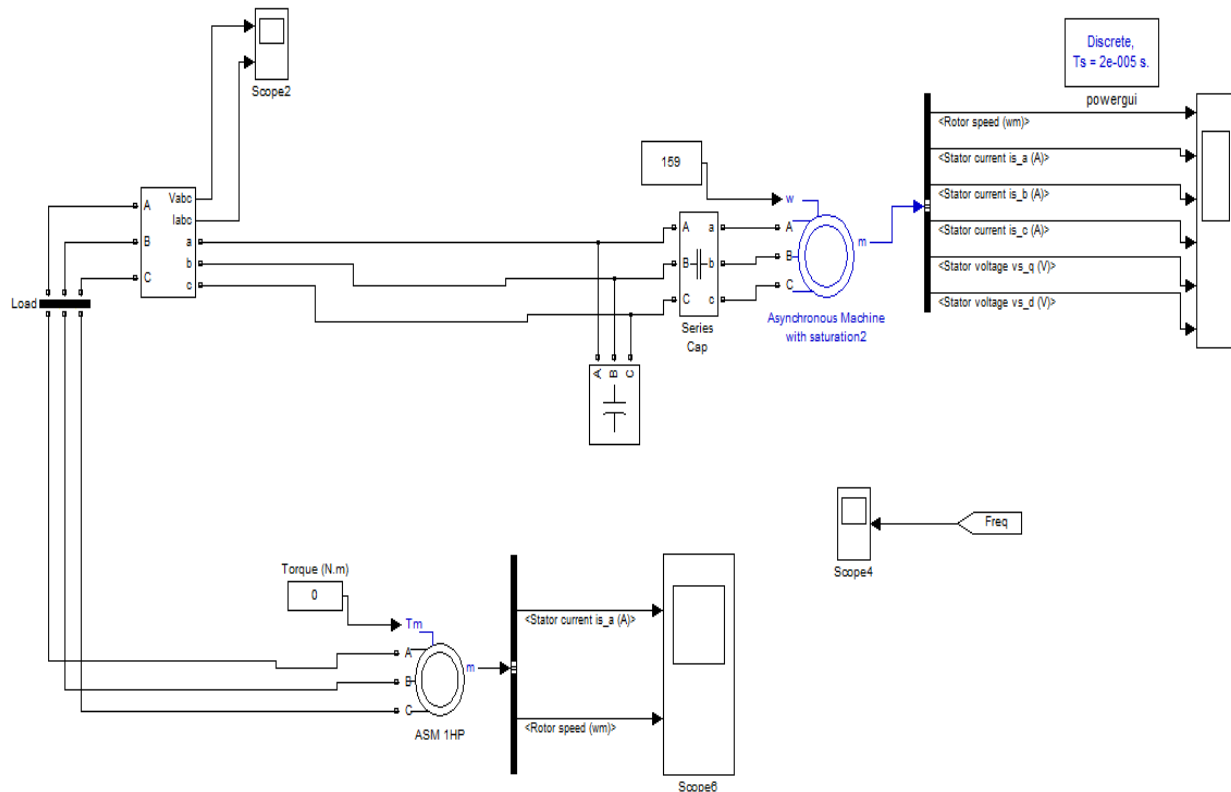 Scope2
Discrete,
Ts = 2e-005 s.
powergui
<Rotor speed (wm)>
<Stator current is_a (A)>
<Stator current is_b (A)>
<Stator current is_c (A)>
<Stator voltage vs_q (V)>
<Stator voltage vs_d (V)>
159
w
A
B
C
m
Asynchronous Machine
with saturation2
A
B
C
a
b
c
Series
Cap
A
B
C
Vabc
Iabc
a
b
c
Load
A
B
C
Freq
Scope4
Torque (N.m)
0
Tm
A
B
C
m
ASM 1HP
<Stator current is_a (A)>
<Rotor speed (wm)>
Scope6